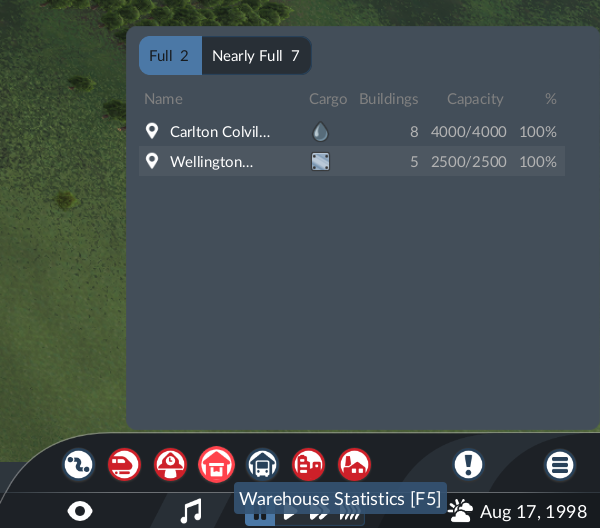 Full 2 Nearly Full 7
Name Cargo Buildings Capacity %
Carlton Colvil... 8 4000/4000 100%
Wellington... 5 2500/2500 100%
Warehouse Statistics [F5]
Aug 17, 1998